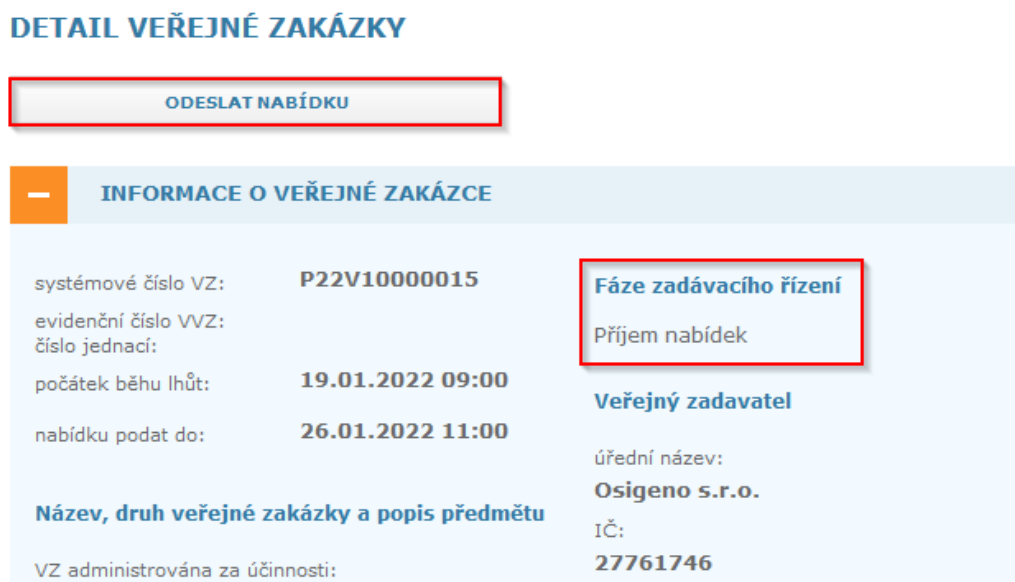 DETAIL VEŘEJNÉ ZAKÁZKY
ODESLAT NABÍDKU
INFORMACE O VEŘEJNÉ ZAKÁZCE
systémové číslo VZ: P22V10000015
evidenční číslo VVZ:
číslo jednací:
počátek běhu lhůt: 19.01.2022 09:00
nabídku podat do: 26.01.2022 11:00
Název, druh veřejné zakázky a popis předmětu
VZ administrována za účinnosti:
Fáze zadávacího řízení
Příjem nabídek
Veřejný zadavatel
úřední název:
Osigeno s.r.o.
IČ:
27761746